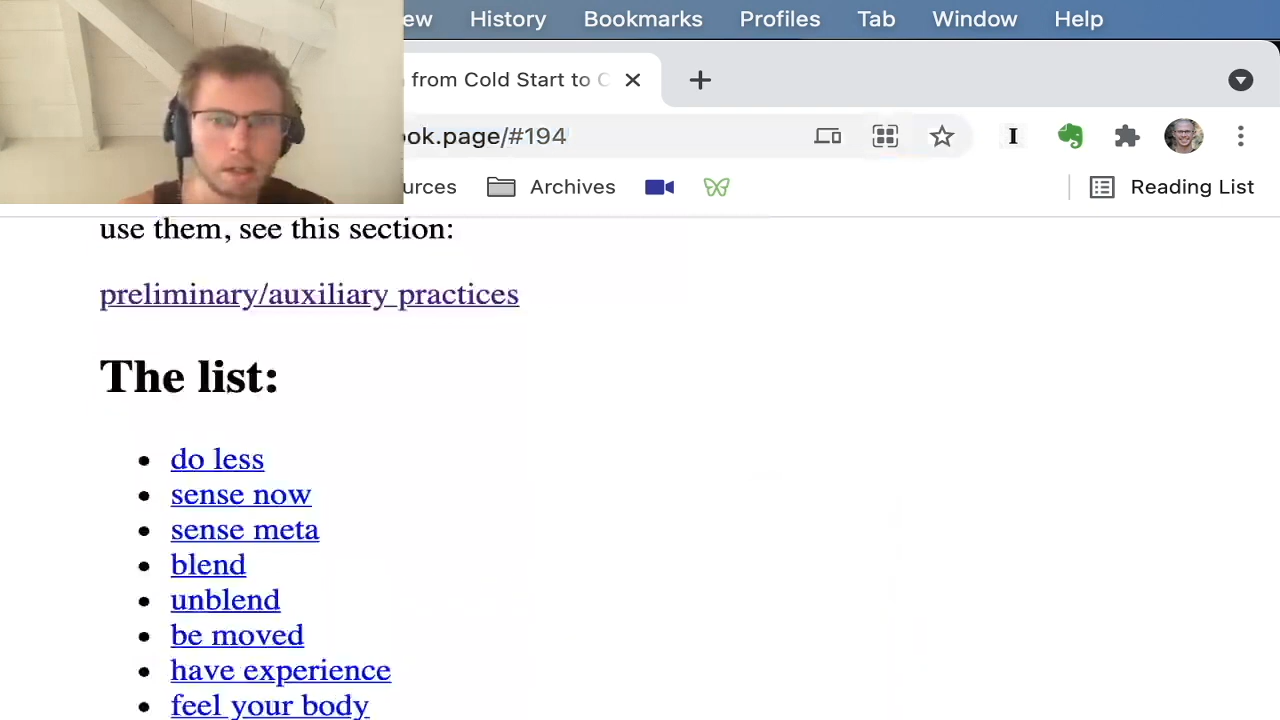 ew History Bookmarks Profiles Tab Window Help
from Cold Start to C
ok.page/#194
urces Archives Reading List
use them, see this section:
preliminary/auxiliary practices
The list:
do less
sense now
sense meta
blend
unblend
be moved
have experience
feel your body